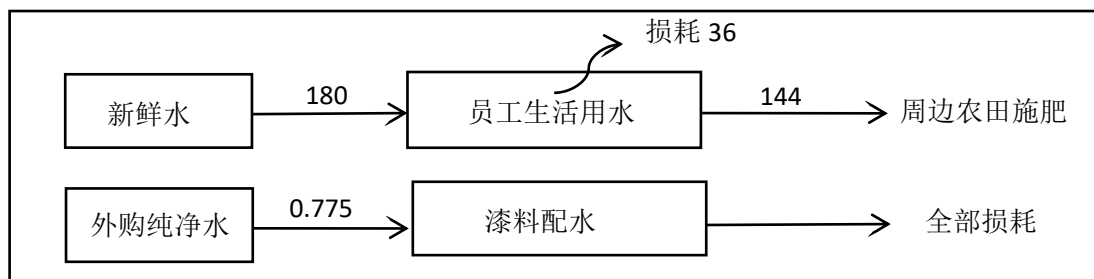 损耗 36
新鲜水 180 员工生活用水 144 周边农田施肥
外购纯净水 0.775 漆料配水 全部损耗